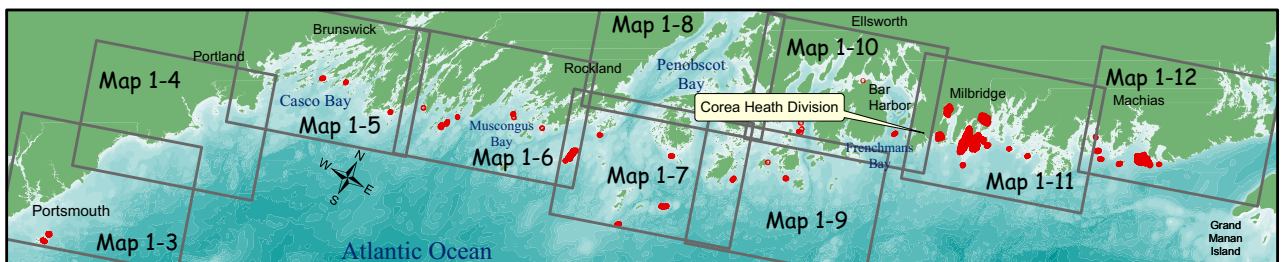 Map 1-8
Ellsworth
Brunswick
Map 1-10
Portland
Map 1-4
Rockland
Penobscot
Bay
Map 1-12
Bar
Harbor
Milbridge
Machias
Casco Bay
Corea Heath Division
Map 1-5
Muscongus
Bay
Map 1-6
Frenchmans
Bay
N
W
E
S
Map 1-7
Map 1-11
Portsmouth
Map 1-9
Map 1-3
Atlantic Ocean
Grand
Manan
Island